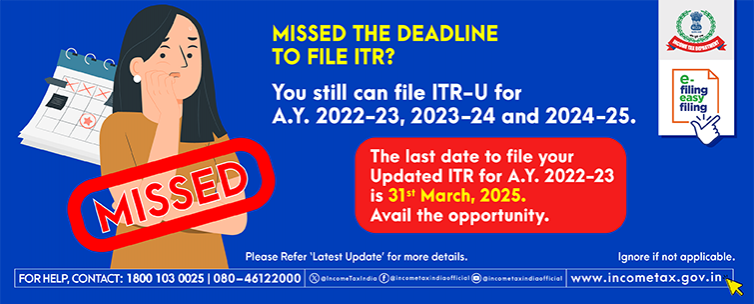 MISSED THE DEADLINE
TO FILE ITR?
You still can file ITR-U for
A.Y. 2022-23, 2023-24 and 2024-25.
The last date to file your
Updated ITR for A.Y. 2022-23
is 31st March, 2025.
Avail the opportunity.
MISSED
INCOME TAX DEPARTMENT
e-
filing
easy
filing
Please Refer 'Latest Update' for more details.
Ignore if not applicable.
FOR HELP, CONTACT: 1800 103 0025 | 080-46122000 @IncomeTaxIndia @incometaxindiaofficial @incometaxindiaofficial www.incometax.gov.in